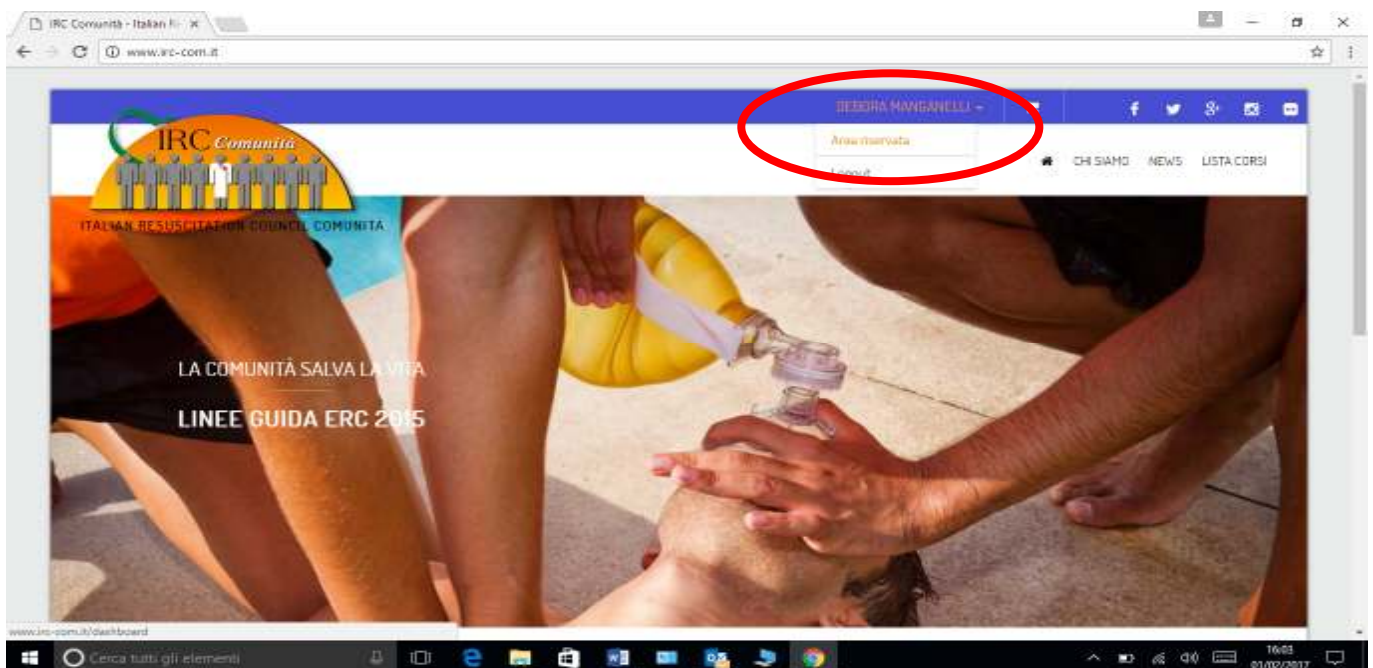 IRC Comunità - Italian R
www.irc-com.it
DEBORA MANGANELLI
Area riservata
Logout
CHI SIAMO NEWS LISTA CORSI
IRC Comunità
ITALIAN RESUSCITATION COUNCIL COMUNITÀ
LA COMUNITÀ SALVA LA VITA
LINEE GUIDA ERC 2015
www.irc-com.it/dashboard
Cerca tutti gli elementi
16:03
01/02/2017